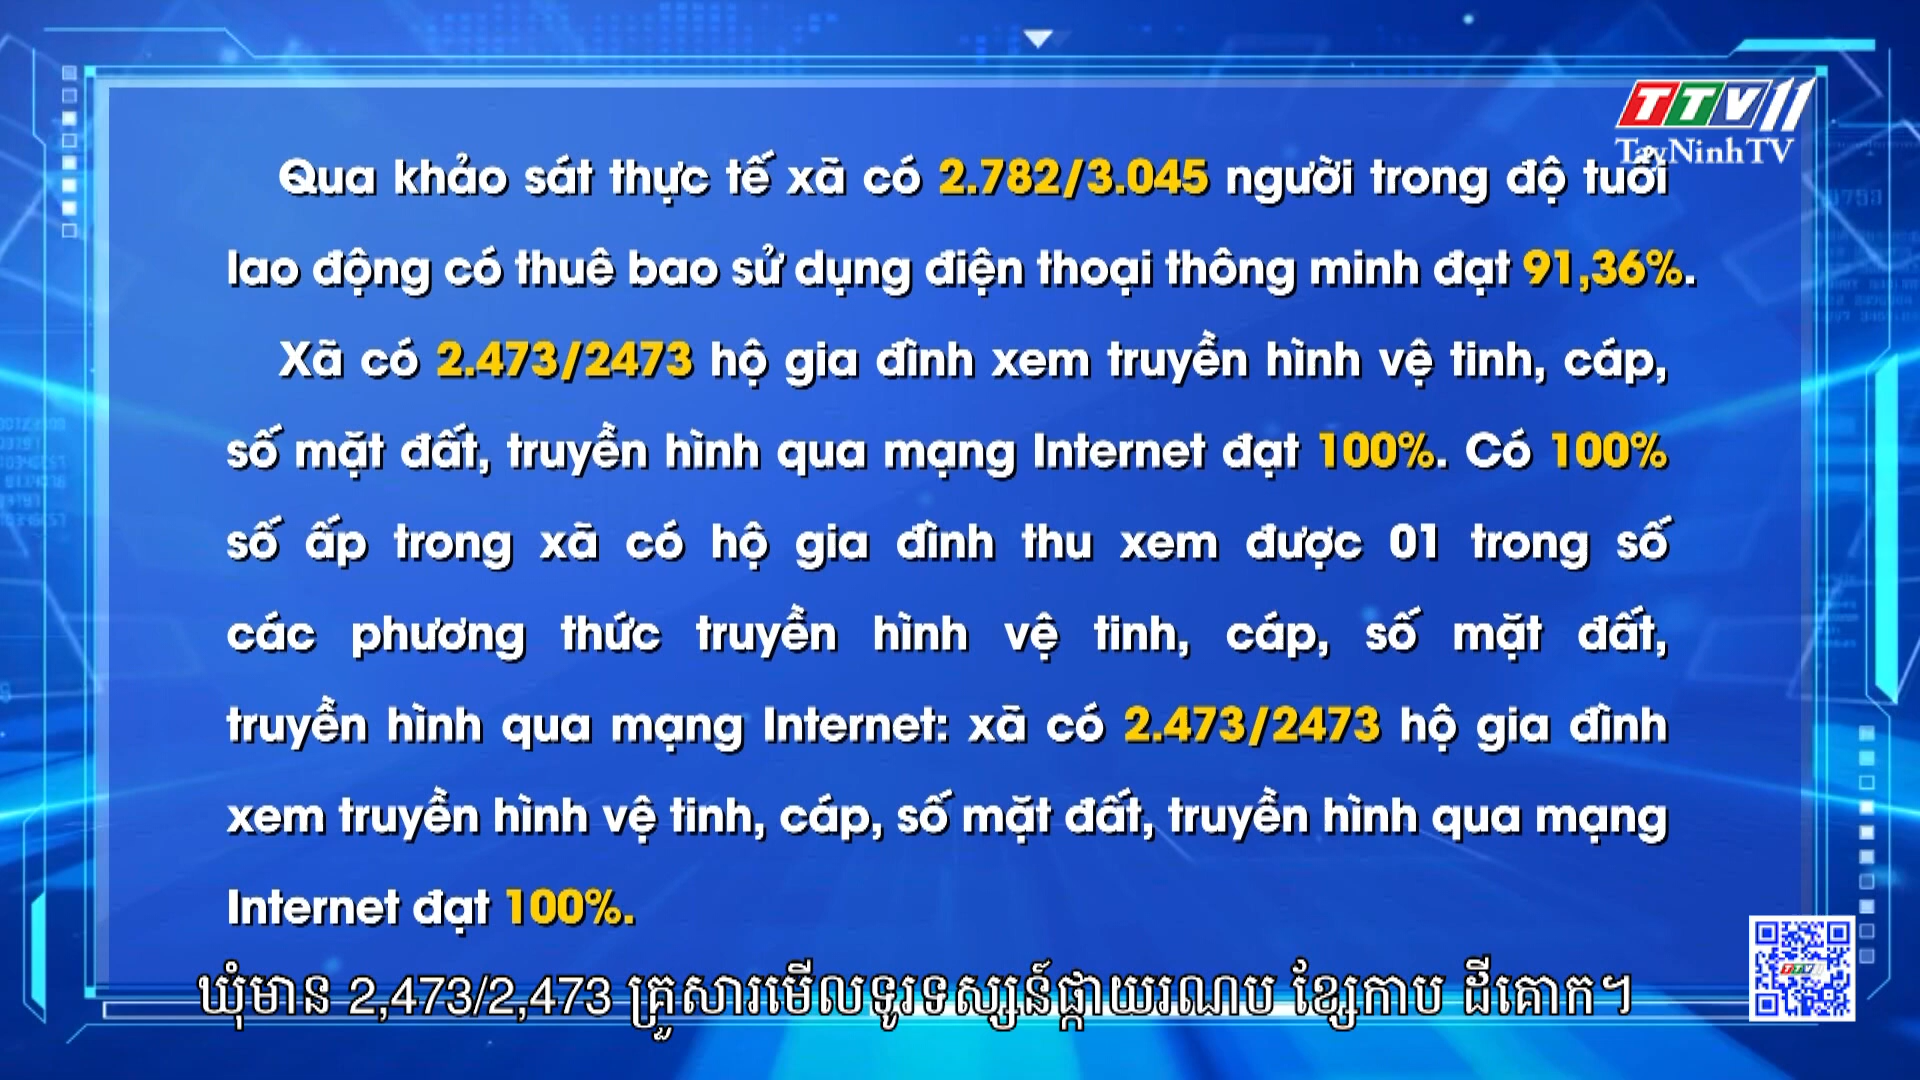 TTV11
TayNinhTV
Qua khảo sát thực tế xã có 2.782/3.045 người trong độ tuổi
lao động có thuê bao sử dụng điện thoại thông minh đạt 91,36%.
Xã có 2.473/2473 hộ gia đình xem truyền hình vệ tinh, cáp,
số mặt đất, truyền hình qua mạng Internet đạt 100%. Có 100%
số ấp trong xã có hộ gia đình thu xem được 01 trong số
các phương thức truyền hình vệ tinh, cáp, số mặt đất,
truyền hình qua mạng Internet: xã có 2.473/2473 hộ gia đình
xem truyền hình vệ tinh, cáp, số mặt đất, truyền hình qua mạng
Internet đạt 100%.
ឃុំមាន 2,473/2,473 គ្រួសារមើលទូរទស្សន៍ផ្កាយរណប ខ្សែកាប ដីគោក។